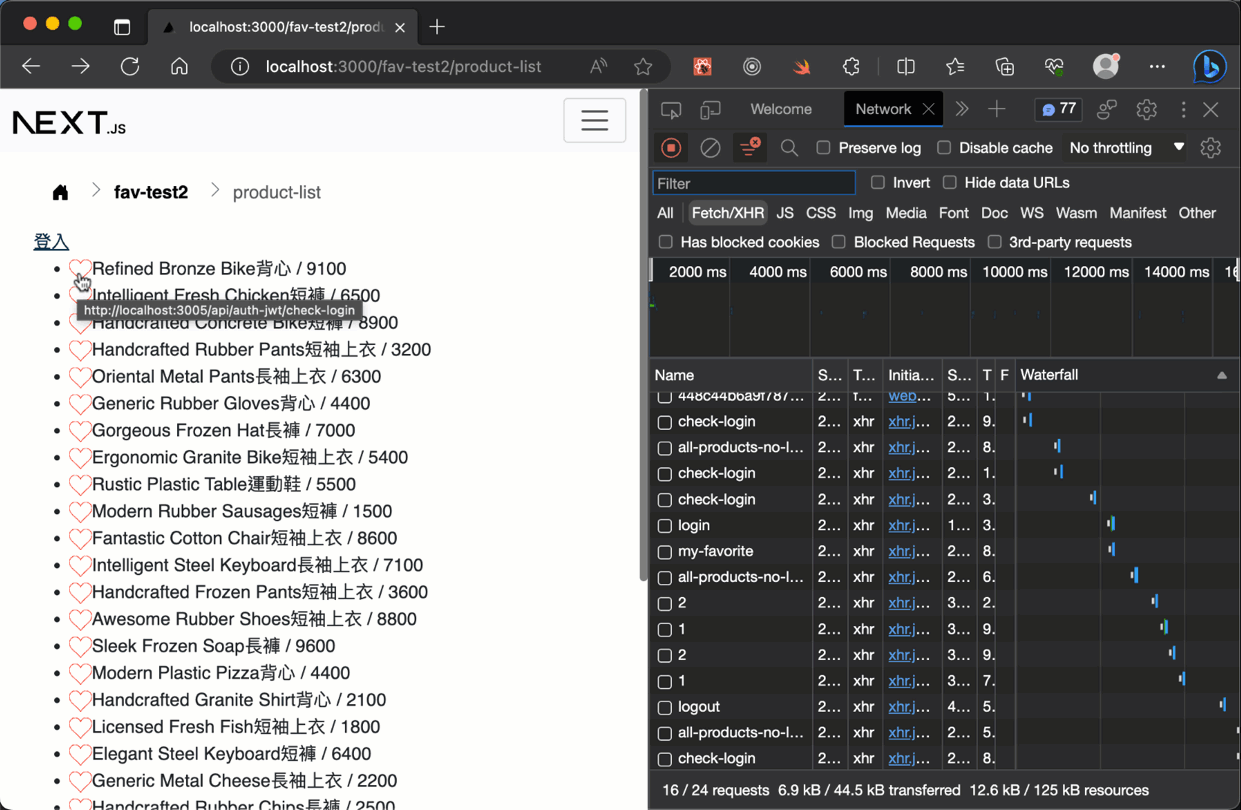 localhost:3000/fav-test2/prod
localhost:3000/fav-test2/product-list
NEXT.JS
fav-test2
product-list
登入
Refined Bronze Bike背心 / 9100
Intelligent Fresh Chicken短褲 / 6500
http://localhost:3005/api/auth-jwt/check-login
Handcrafted Concrete Bike短褲 / 8900
Handcrafted Rubber Pants短袖上衣 / 3200
Oriental Metal Pants長袖上衣 / 6300
Generic Rubber Gloves背心 / 4400
Gorgeous Frozen Hat長褲 / 7000
Ergonomic Granite Bike短袖上衣 / 5400
Rustic Plastic Table運動鞋 / 5500
Modern Rubber Sausages短褲 / 1500
Fantastic Cotton Chair短袖上衣 / 8600
Intelligent Steel Keyboard長袖上衣 / 7100
Handcrafted Frozen Pants短袖上衣 / 3600
Awesome Rubber Shoes短袖上衣 / 8800
Sleek Frozen Soap長褲 / 9600
Modern Plastic Pizza背心 / 4400
Handcrafted Granite Shirt背心 / 2100
Licensed Fresh Fish短袖上衣 / 1800
Elegant Steel Keyboard短褲 / 6400
Generic Metal Cheese長袖上衣 / 2200
Handcrafted Rubber Chips長褲 / 2500
Welcome Network 77
Preserve log Disable cache No throttling
Filter Invert Hide data URLs
All Fetch/XHR JS CSS Img Media Font Doc WS Wasm Manifest Other
Has blocked cookies Blocked Requests 3rd-party requests
2000 ms 4000 ms 6000 ms 8000 ms 10000 ms 12000 ms 14000 ms 16
Name S... T... Initia... S... T F Waterfall
448c44b6a9f787... 2... f... web... 5... 1.
check-login 2... xhr xhr.j... 2... 9.
all-products-no-l... 2... xhr xhr.j... 2... 8.
check-login 2... xhr xhr.j... 2... 1.
check-login 2... xhr xhr.j... 2... 3.
login 2... xhr xhr.j... 1... 3.
my-favorite 2... xhr xhr.j... 2... 8.
all-products-no-l... 2... xhr xhr.j... 2... 6.
2 2... xhr xhr.j... 3... 2.
1 2... xhr xhr.j... 3... 9.
2 2... xhr xhr.j... 3... 9.
1 2... xhr xhr.j... 3... 7.
logout 2... xhr xhr.j... 4... 5.
all-products-no-l... 2... xhr xhr.j... 2... 5.
check-login 2... xhr xhr.j... 2... 8.
16 / 24 requests 6.9 kB / 44.5 kB transferred 12.6 kB / 125 kB resources